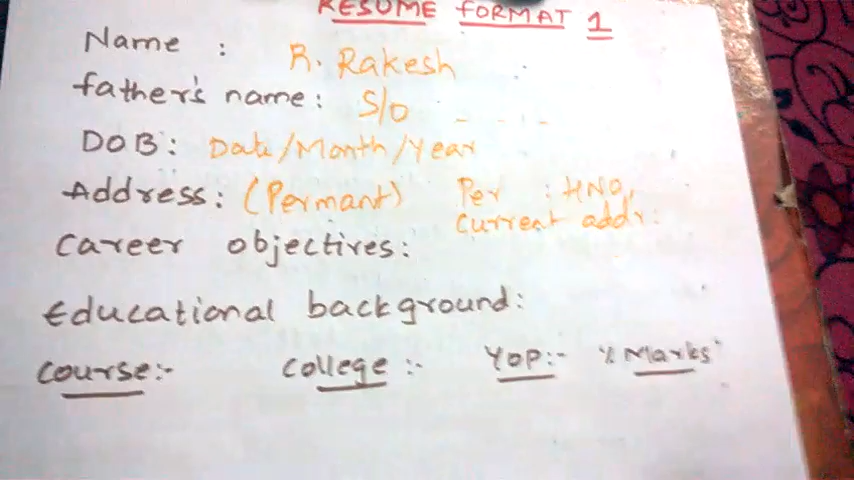 RESUME FORMAT 1
Name : R. Rakesh
father's name: S/o _ . . .
DOB: Date/Month/Year
Address: (Permant) Per : HNO,
Current addr:
Career objectives:
Educational background:
Course:- College :- YOP:- % Marks